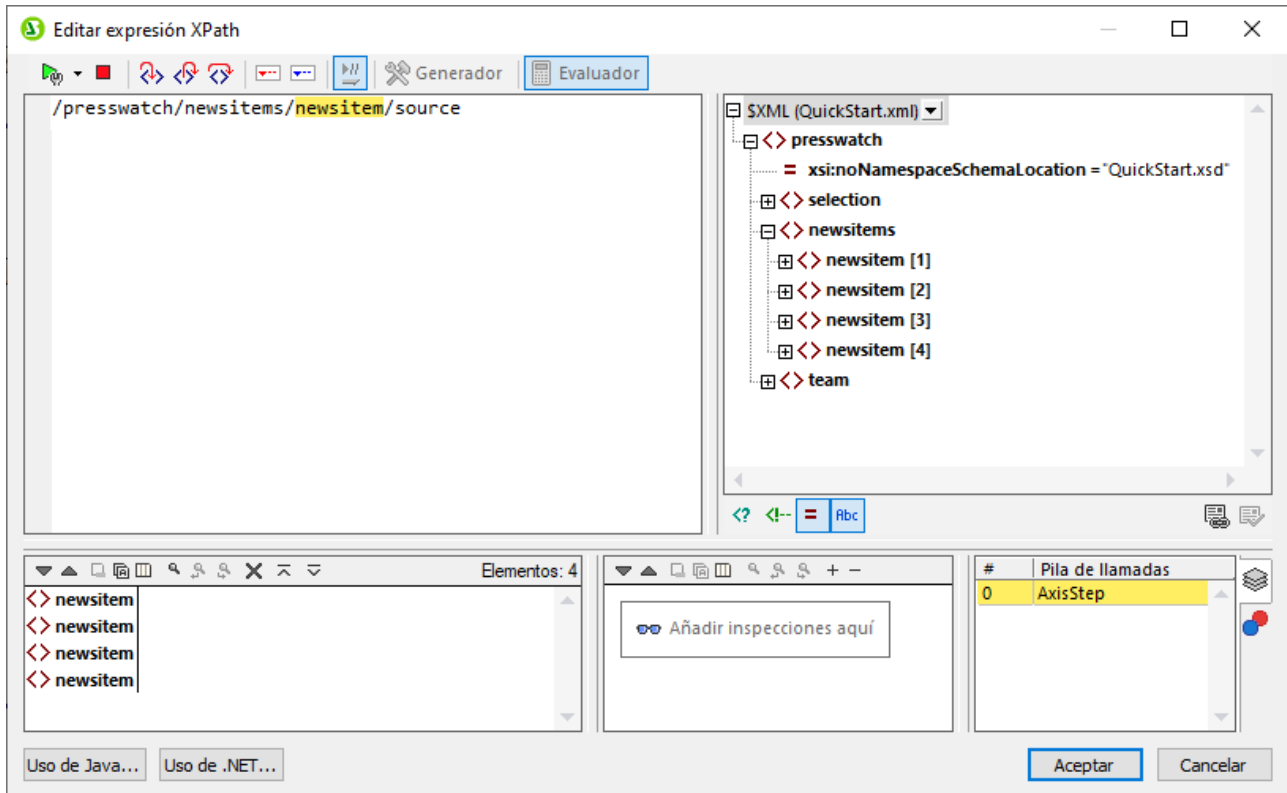 Editar expresión XPath
Generador
Evaluador
/presswatch/newsitems/newsitem/source
$XML (QuickStart.xml)
<> presswatch
= xsi:noNamespaceSchemaLocation ="QuickStart.xsd"
<> selection
<> newsitems
<> newsitem [1]
<> newsitem [2]
<> newsitem [3]
<> newsitem [4]
<> team
<? <!-- = Abc
Elementos: 4
<> newsitem
<> newsitem
<> newsitem
<> newsitem
Añadir inspecciones aquí
# Pila de llamadas
0 AxisStep
Uso de Java...
Uso de .NET...
Aceptar
Cancelar